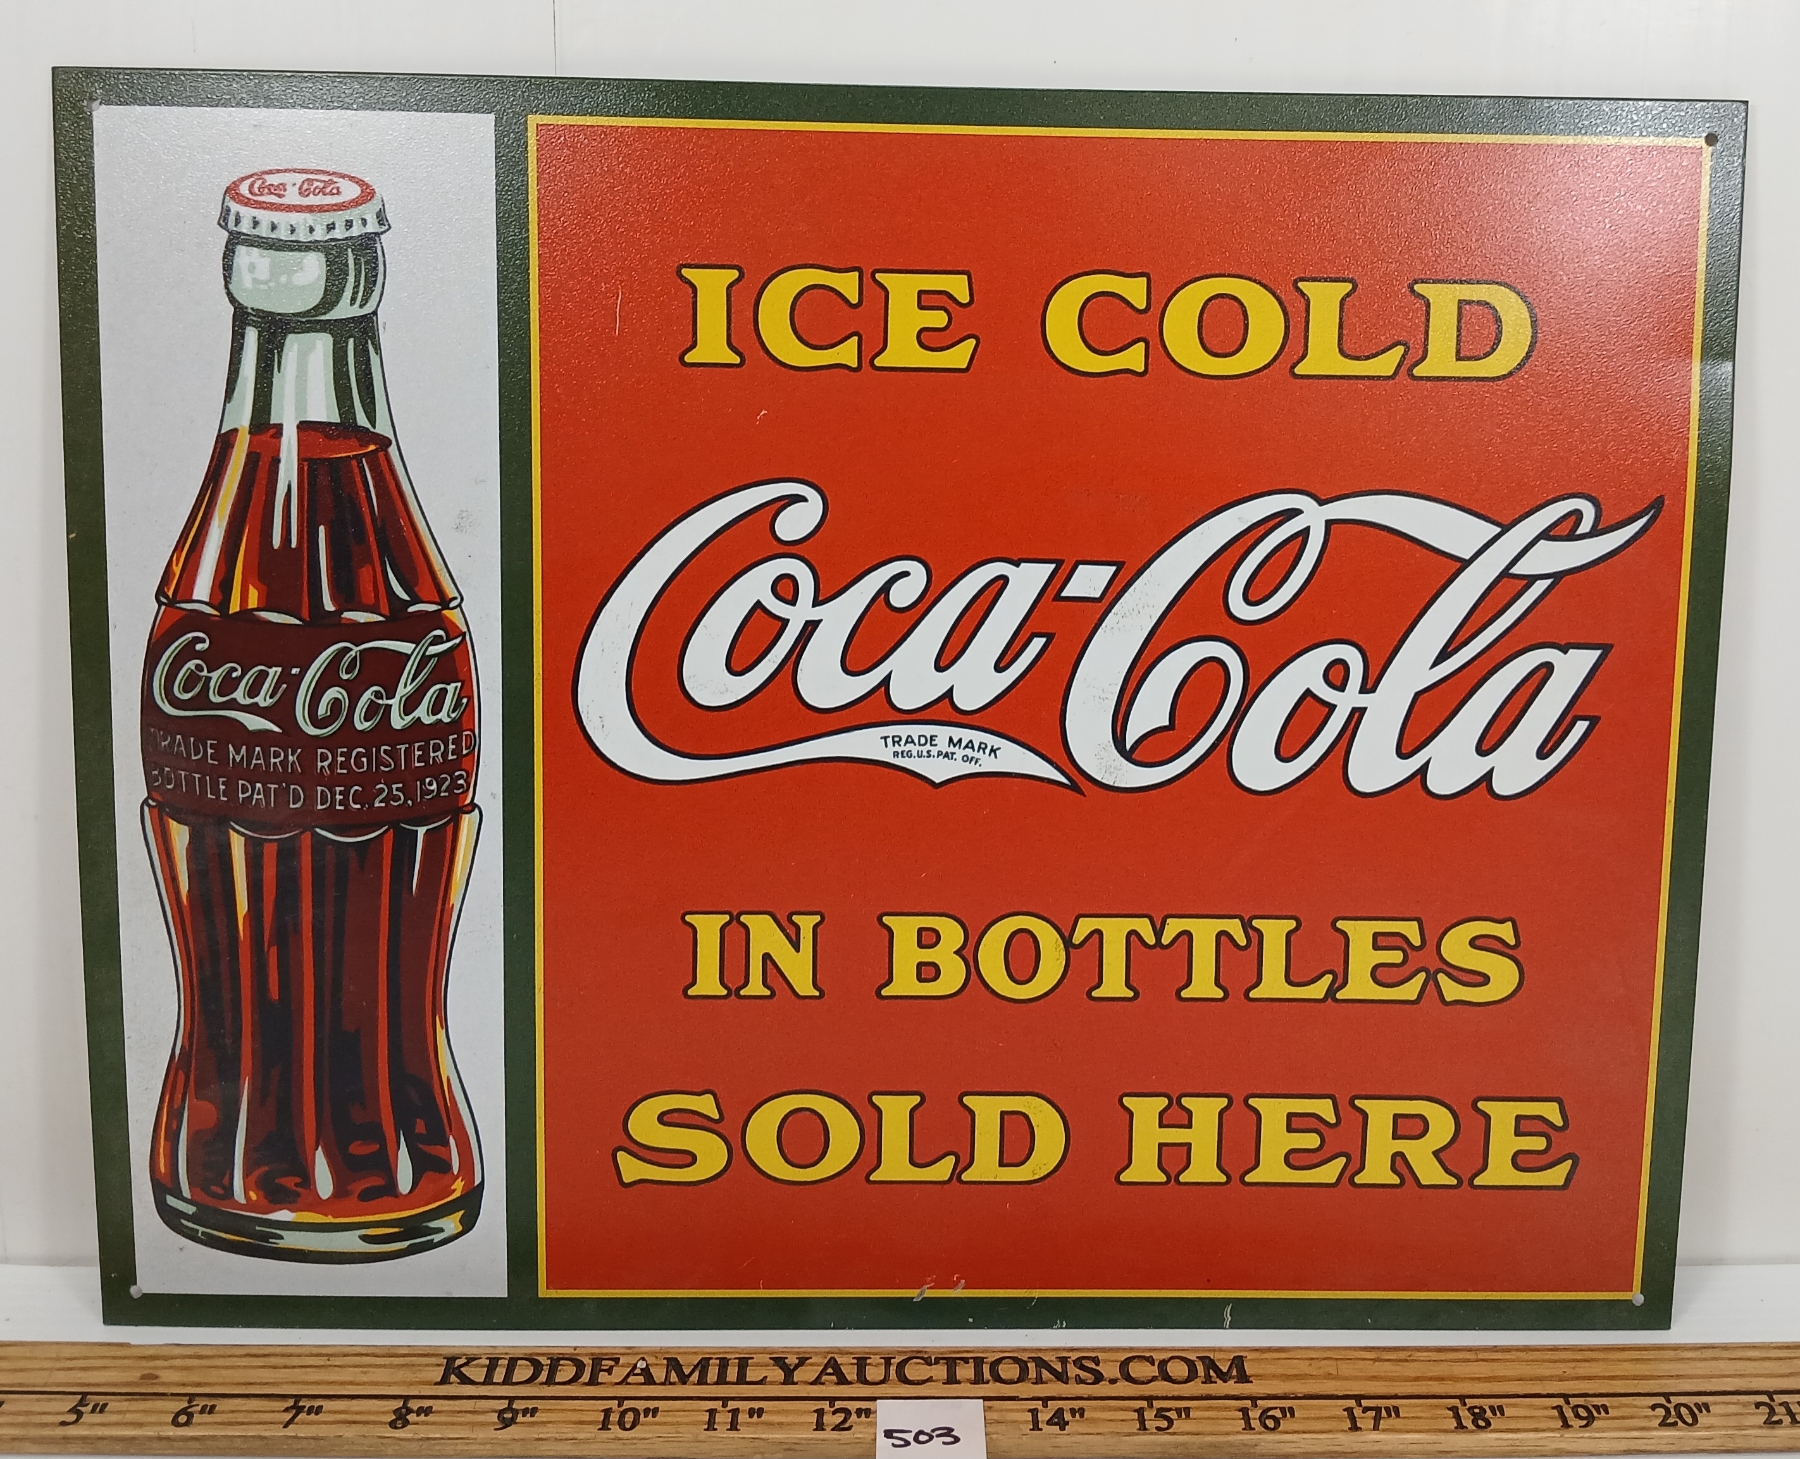 Coca-Cola
Coca-Cola
TRADE MARK REGISTERED
BOTTLE PAT'D DEC. 25, 1923
ICE COLD
Coca-Cola
TRADE MARK
REG.U.S.PAT. OFF.
IN BOTTLES
SOLD HERE
KIDDFAMILYAUCTIONS.COM
5" 6" 7" 8" 9" 10" 11" 12" 14" 15" 16" 17" 18" 19" 20" 21
503